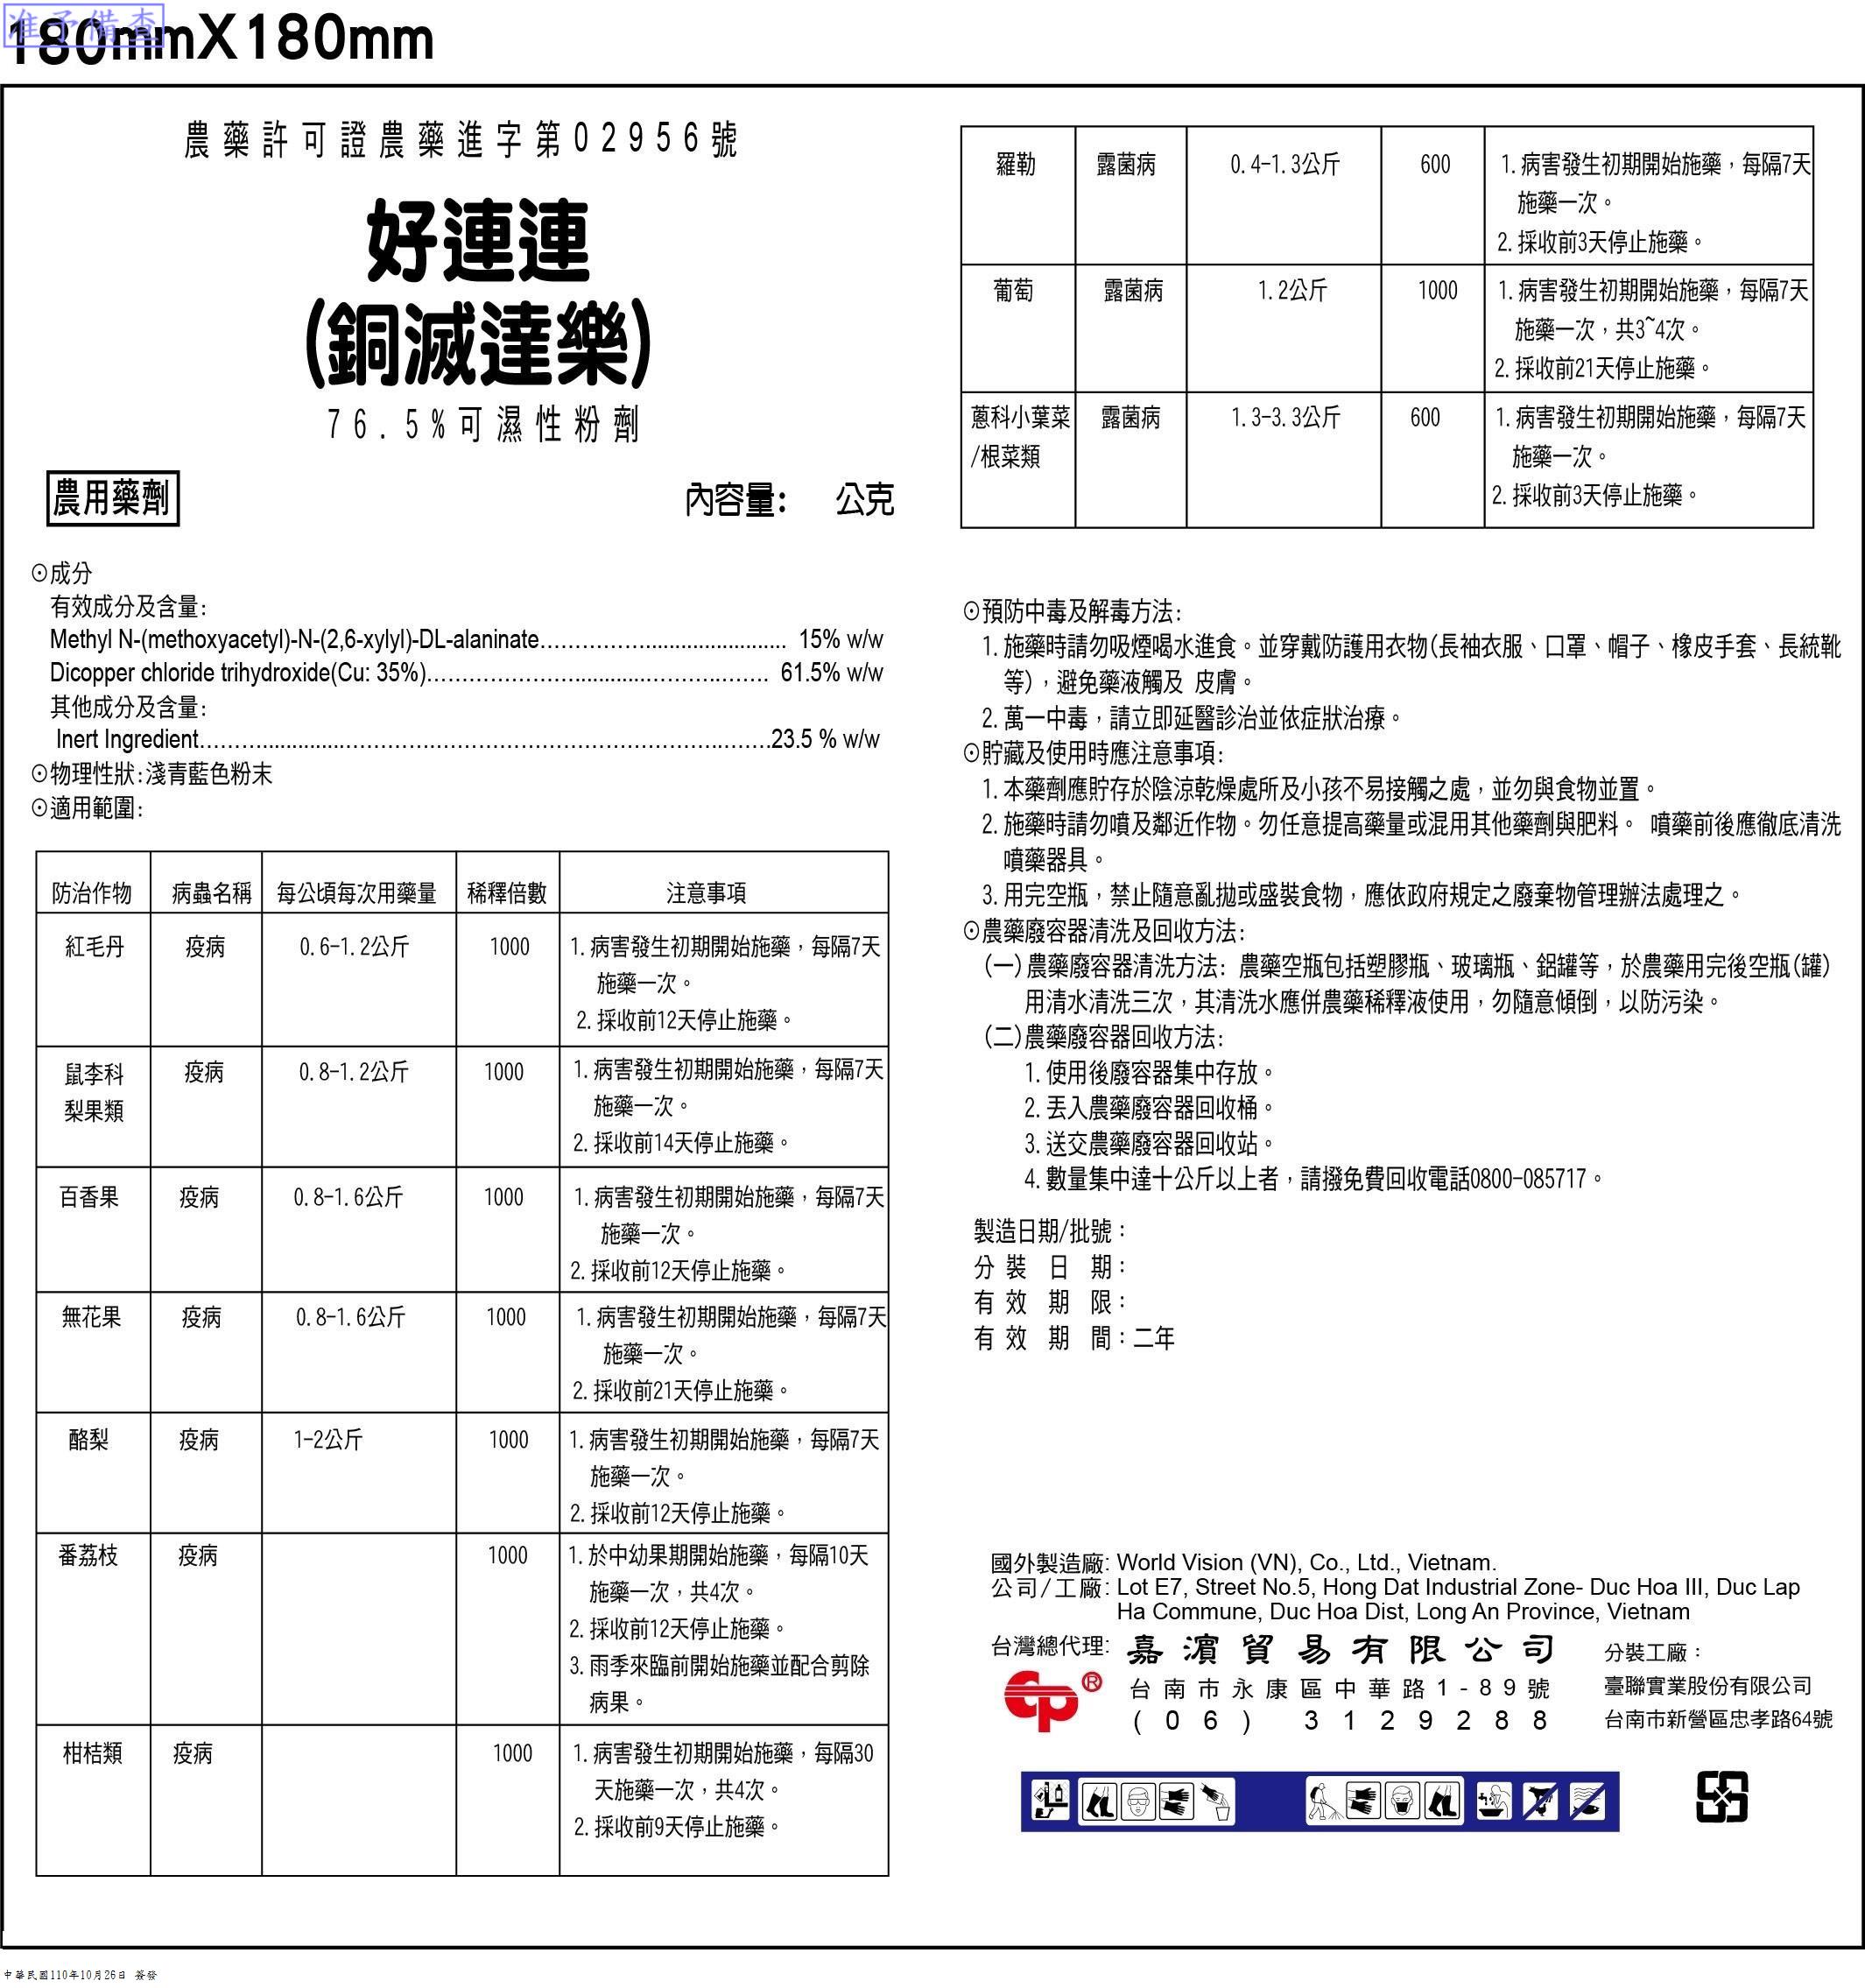 准予備查
180mmX180mm
農藥許可證農藥進字第02956號
好連連
(銅滅達樂)
76.5%可濕性粉劑
農用藥劑
內容量: 公克
⊙成分
有效成分及含量:
Methyl N-(methoxyacetyl)-N-(2,6-xylyl)-DL-alaninate…………….......................... 15% w/w
Dicopper chloride trihydroxide(Cu: 35%)…………………..............………..……. 61.5% w/w
其他成分及含量:
Inert Ingredient………..............…………..…………………………………..…….23.5 % w/w
⊙物理性狀:淺青藍色粉末
⊙適用範圍:
防治作物 病蟲名稱 每公頃每次用藥量 稀釋倍數 注意事項
紅毛丹 疫病 0.6-1.2公斤 1000 1.病害發生初期開始施藥，每隔7天
施藥一次。
2.採收前12天停止施藥。
鼠李科 疫病 0.8-1.2公斤 1000 1.病害發生初期開始施藥，每隔7天
梨果類 施藥一次。
2.採收前14天停止施藥。
百香果 疫病 0.8-1.6公斤 1000 1.病害發生初期開始施藥，每隔7天
施藥一次。
2.採收前12天停止施藥。
無花果 疫病 0.8-1.6公斤 1000 1.病害發生初期開始施藥，每隔7天
施藥一次。
2.採收前21天停止施藥。
酪梨 疫病 1-2公斤 1000 1.病害發生初期開始施藥，每隔7天
施藥一次。
2.採收前12天停止施藥。
番荔枝 疫病 1000 1.於中幼果期開始施藥，每隔10天
施藥一次，共4次。
2.採收前12天停止施藥。
3.雨季來臨前開始施藥並配合剪除
病果。
柑桔類 疫病 1000 1.病害發生初期開始施藥，每隔30
天施藥一次，共4次。
2.採收前9天停止施藥。
羅勒 露菌病 0.4-1.3公斤 600 1.病害發生初期開始施藥，每隔7天
施藥一次。
2.採收前3天停止施藥。
葡萄 露菌病 1.2公斤 1000 1.病害發生初期開始施藥，每隔7天
施藥一次，共3~4次。
2.採收前21天停止施藥。
蔥科小葉菜 露菌病 1.3-3.3公斤 600 1.病害發生初期開始施藥，每隔7天
/根菜類 施藥一次。
2.採收前3天停止施藥。
⊙預防中毒及解毒方法:
1.施藥時請勿吸煙喝水進食。並穿戴防護用衣物(長袖衣服、口罩、帽子、橡皮手套、長統靴
等)，避免藥液觸及 皮膚。
2.萬一中毒，請立即延醫診治並依症狀治療。
⊙貯藏及使用時應注意事項:
1.本藥劑應貯存於陰涼乾燥處所及小孩不易接觸之處，並勿與食物並置。
2.施藥時請勿噴及鄰近作物。勿任意提高藥量或混用其他藥劑與肥料。 噴藥前後應徹底清洗
噴藥器具。
3.用完空瓶，禁止隨意亂拋或盛裝食物，應依政府規定之廢棄物管理辦法處理之。
⊙農藥廢容器清洗及回收方法:
(一)農藥廢容器清洗方法: 農藥空瓶包括塑膠瓶、玻璃瓶、鋁罐等，於農藥用完後空瓶(罐)
用清水清洗三次，其清洗水應併農藥稀釋液使用，勿隨意傾倒，以防污染。
(二)農藥廢容器回收方法:
1.使用後廢容器集中存放。
2.丟入農藥廢容器回收桶。
3.送交農藥廢容器回收站。
4.數量集中達十公斤以上者，請撥免費回收電話0800-085717。
製造日期/批號：
分裝日期：
有效期限：
有效期間：二年
國外製造廠: World Vision (VN), Co., Ltd., Vietnam.
公司/工廠: Lot E7, Street No.5, Hong Dat Industrial Zone- Duc Hoa III, Duc Lap
Ha Commune, Duc Hoa Dist, Long An Province, Vietnam
台灣總代理: 嘉濱貿易有限公司
台南市永康區中華路1-89號
(06) 3129288
CP®
分裝工廠：
臺聯實業股份有限公司
台南市新營區忠孝路64號
中華民國110年10月26日 簽發